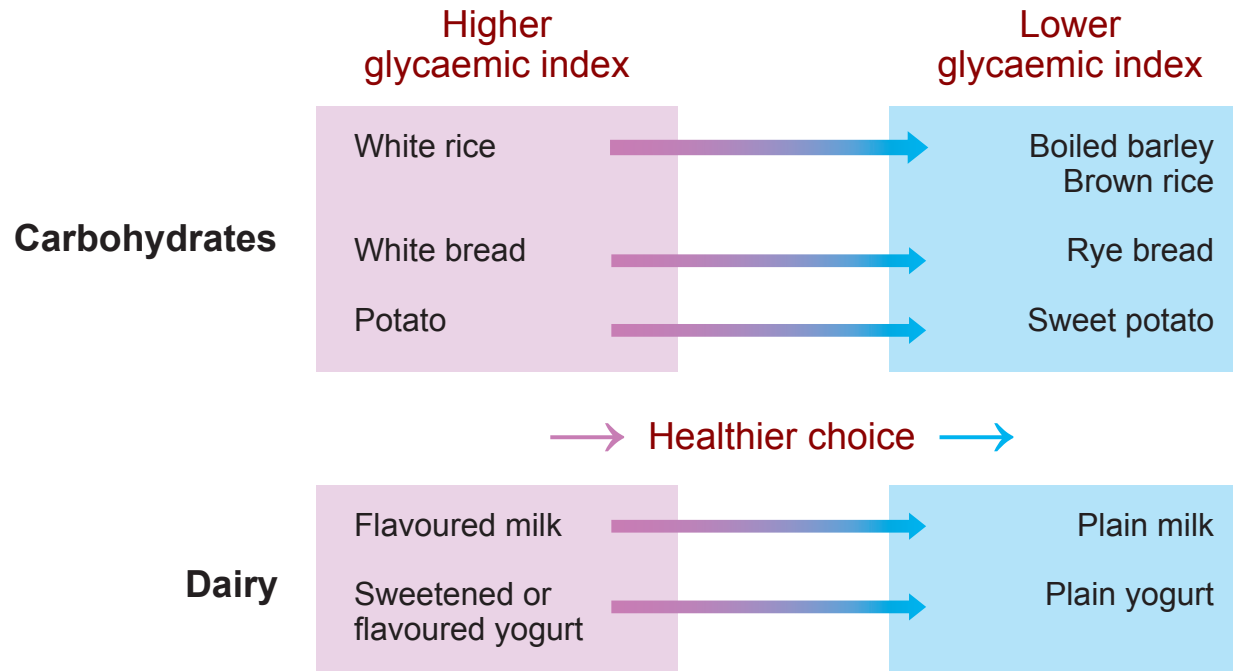 Higher
glycaemic index
Lower
glycaemic index
Carbohydrates
White rice
Boiled barley
Brown rice
White bread
Rye bread
Potato
Sweet potato
Healthier choice
Dairy
Flavoured milk
Plain milk
Sweetened or
flavoured yogurt
Plain yogurt